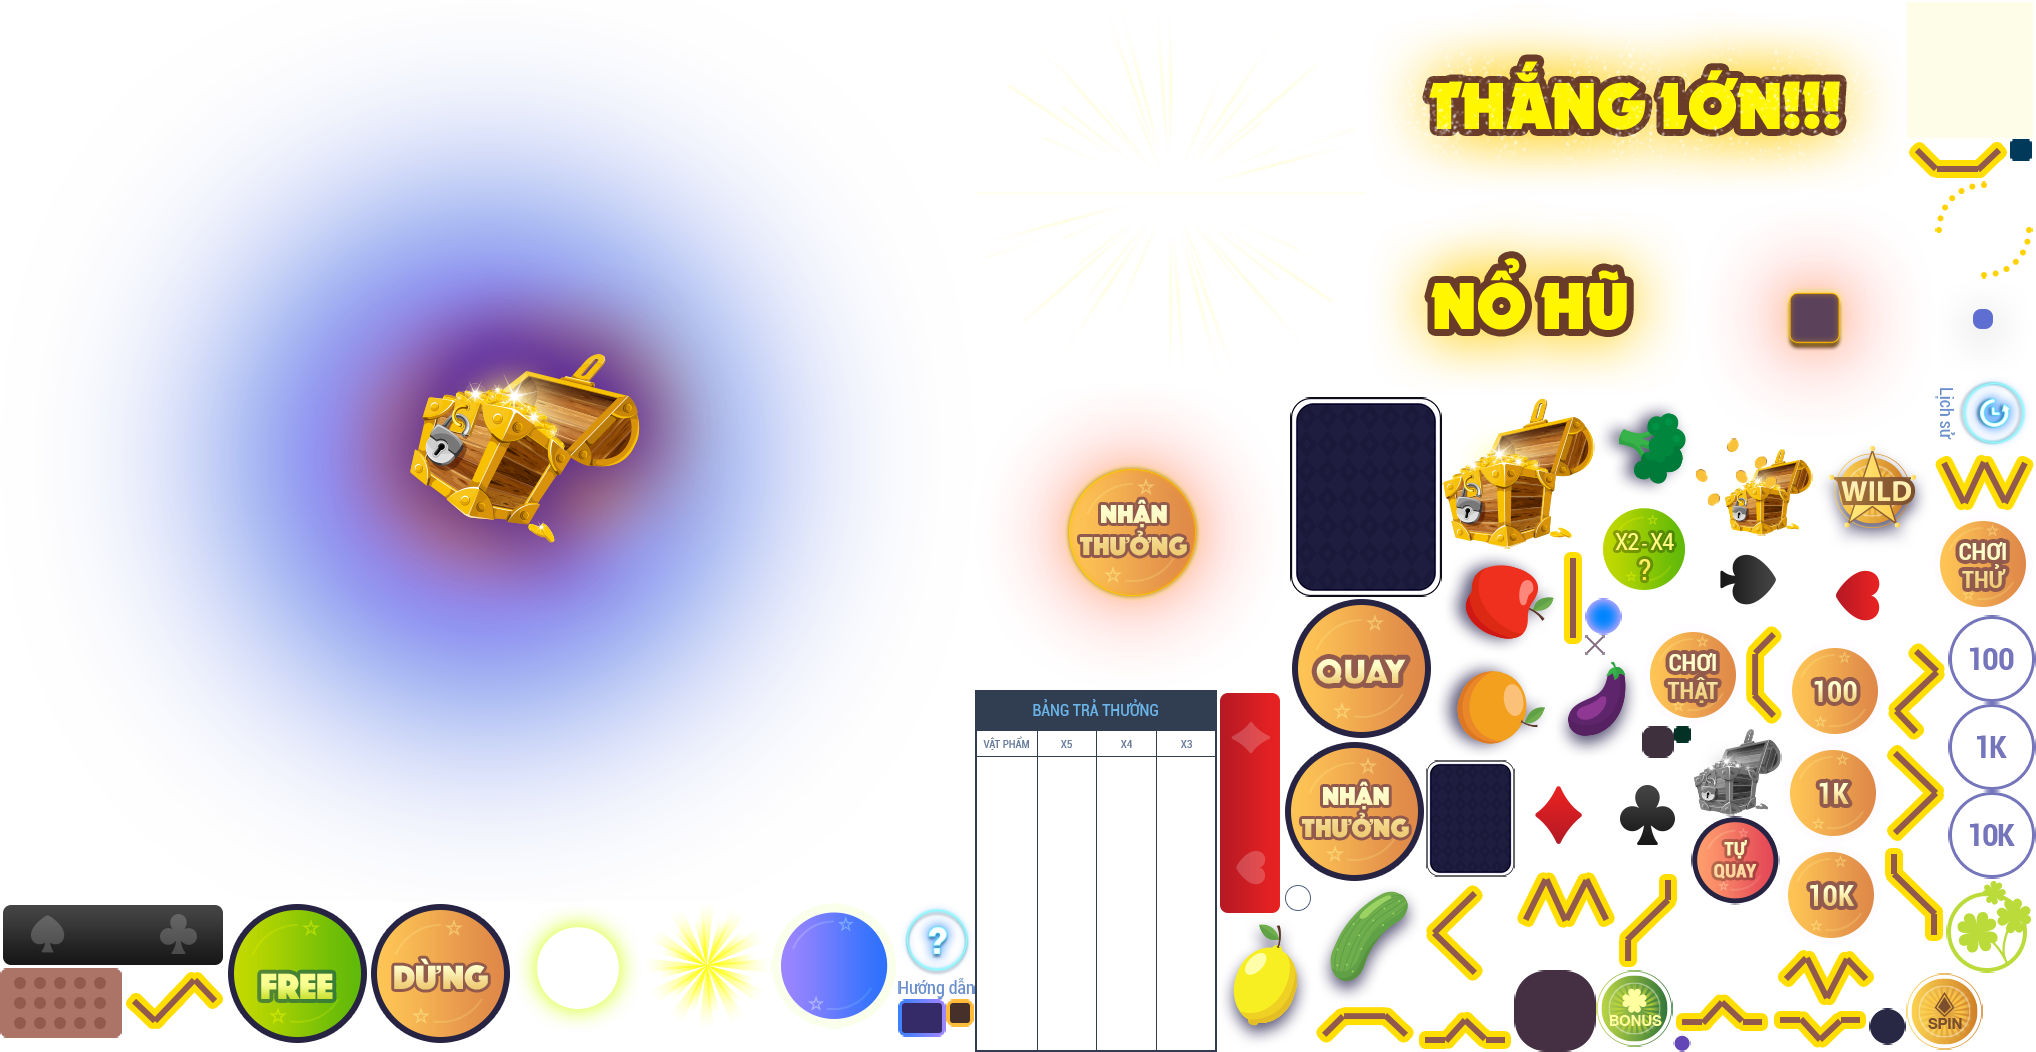 THẮNG LỚN!!!
NỔ HŨ
Lịch sử
WILD
NHẬN
THƯỞNG
X2-X4
?
CHƠI
THỬ
QUAY
CHƠI
THẬT
100
100
BẢNG TRẢ THƯỞNG
VẬT PHẨM X5 X4 X3
1K
1K
NHẬN
THƯỞNG
10K
TỰ
QUAY
10K
FREE
DỪNG
?
Hướng dẫn
BONUS
SPIN